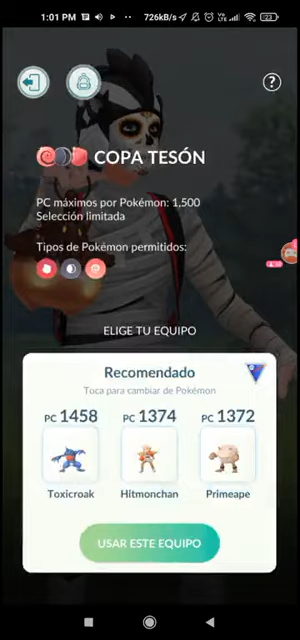 1:01 PM
726kB/s
23
COPA TESÓN
PC máximos por Pokémon: 1,500
Selección limitada
Tipos de Pokémon permitidos:
ELIGE TU EQUIPO
Recomendado
Toca para cambiar de Pokémon
PC 1458 PC 1374 PC 1372
Toxicroak Hitmonchan Primeape
USAR ESTE EQUIPO